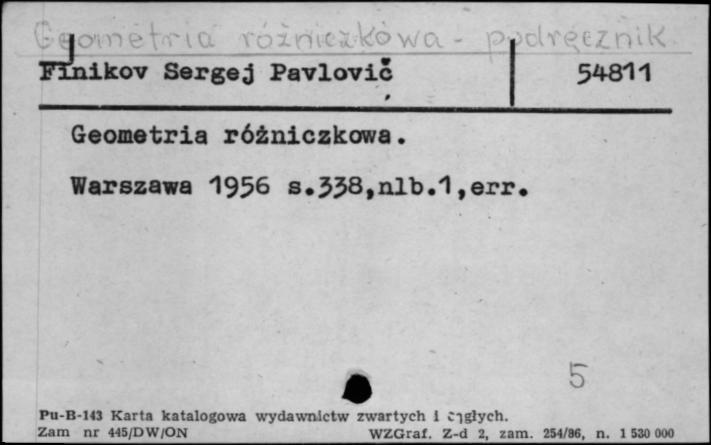 Geometria różniczkowa - podręcznik
Finikov Sergej Pavlovič 54811
Geometria różniczkowa.
Warszawa 1956 s.338,nlb.1,err.
5
Pu-B-143 Karta katalogowa wydawnictw zwartych i ciągłych.
Zam nr 445/DW/ON WZGraf. Z-d 2, zam. 254/86, n. 1 530 000